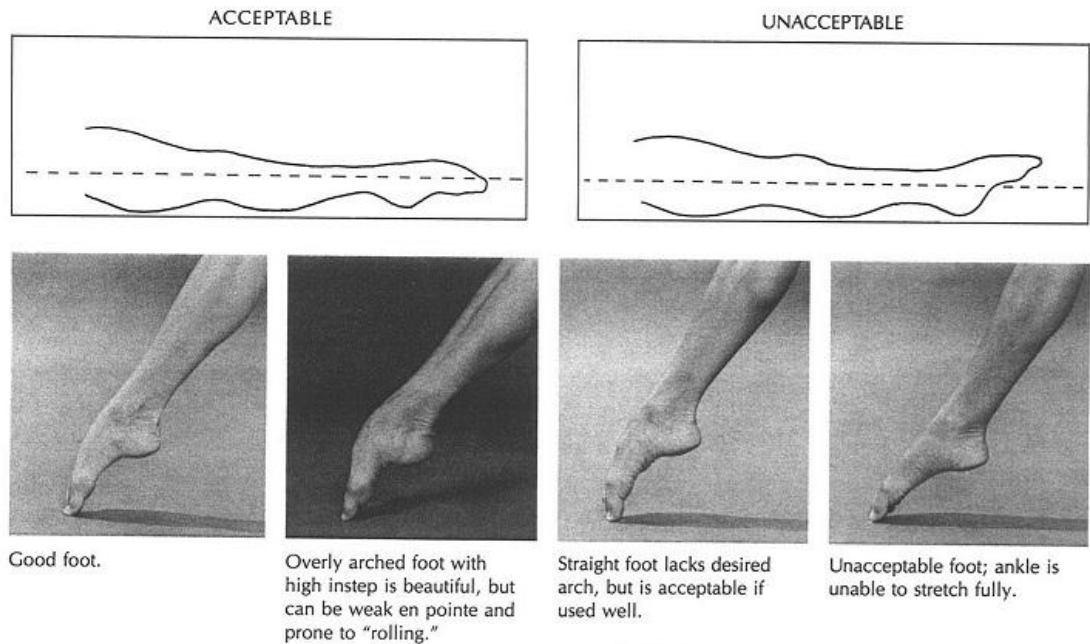 ACCEPTABLE
UNACCEPTABLE
Good foot.
Overly arched foot with
high instep is beautiful, but
can be weak en pointe and
prone to “rolling.”
Straight foot lacks desired
arch, but is acceptable if
used well.
Unacceptable foot; ankle is
unable to stretch fully.